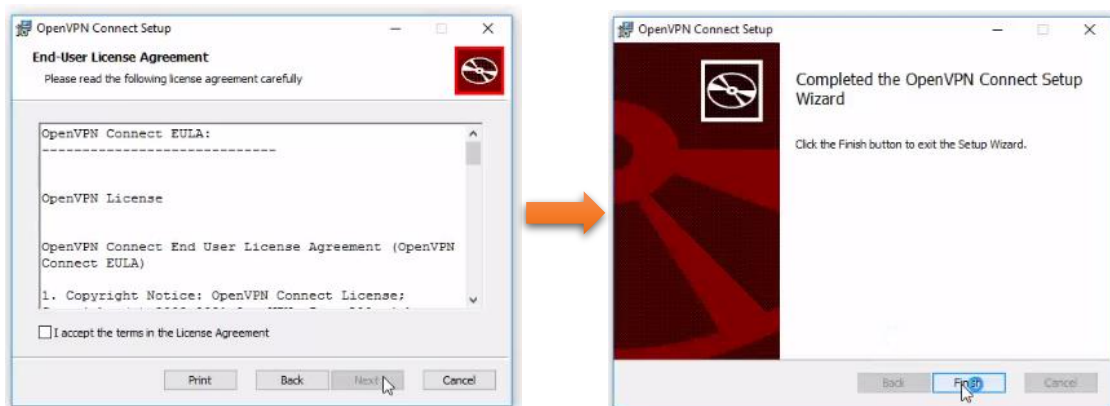 OpenVPN Connect Setup
End-User License Agreement
Please read the following license agreement carefully
OpenVPN Connect EULA:
-----------------------------
OpenVPN License
OpenVPN Connect End User License Agreement (OpenVPN
Connect EULA)
1. Copyright Notice: OpenVPN Connect License;
I accept the terms in the License Agreement
Print
Back
Next
Cancel
OpenVPN Connect Setup
Completed the OpenVPN Connect Setup
Wizard
Click the Finish button to exit the Setup Wizard.
Back
Finish
Cancel